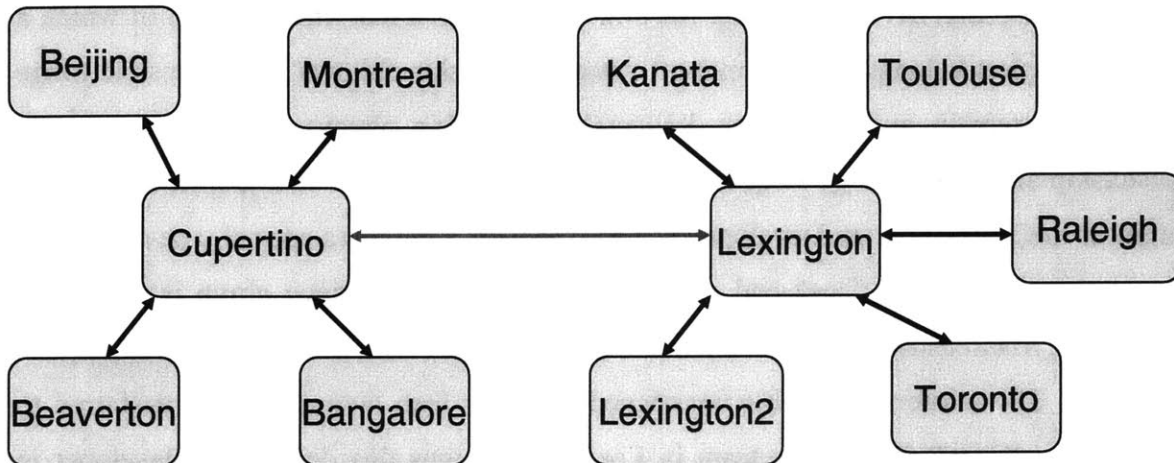 Beijing
Montreal
Kanata
Toulouse
Cupertino
Lexington
Raleigh
Beaverton
Bangalore
Lexington2
Toronto